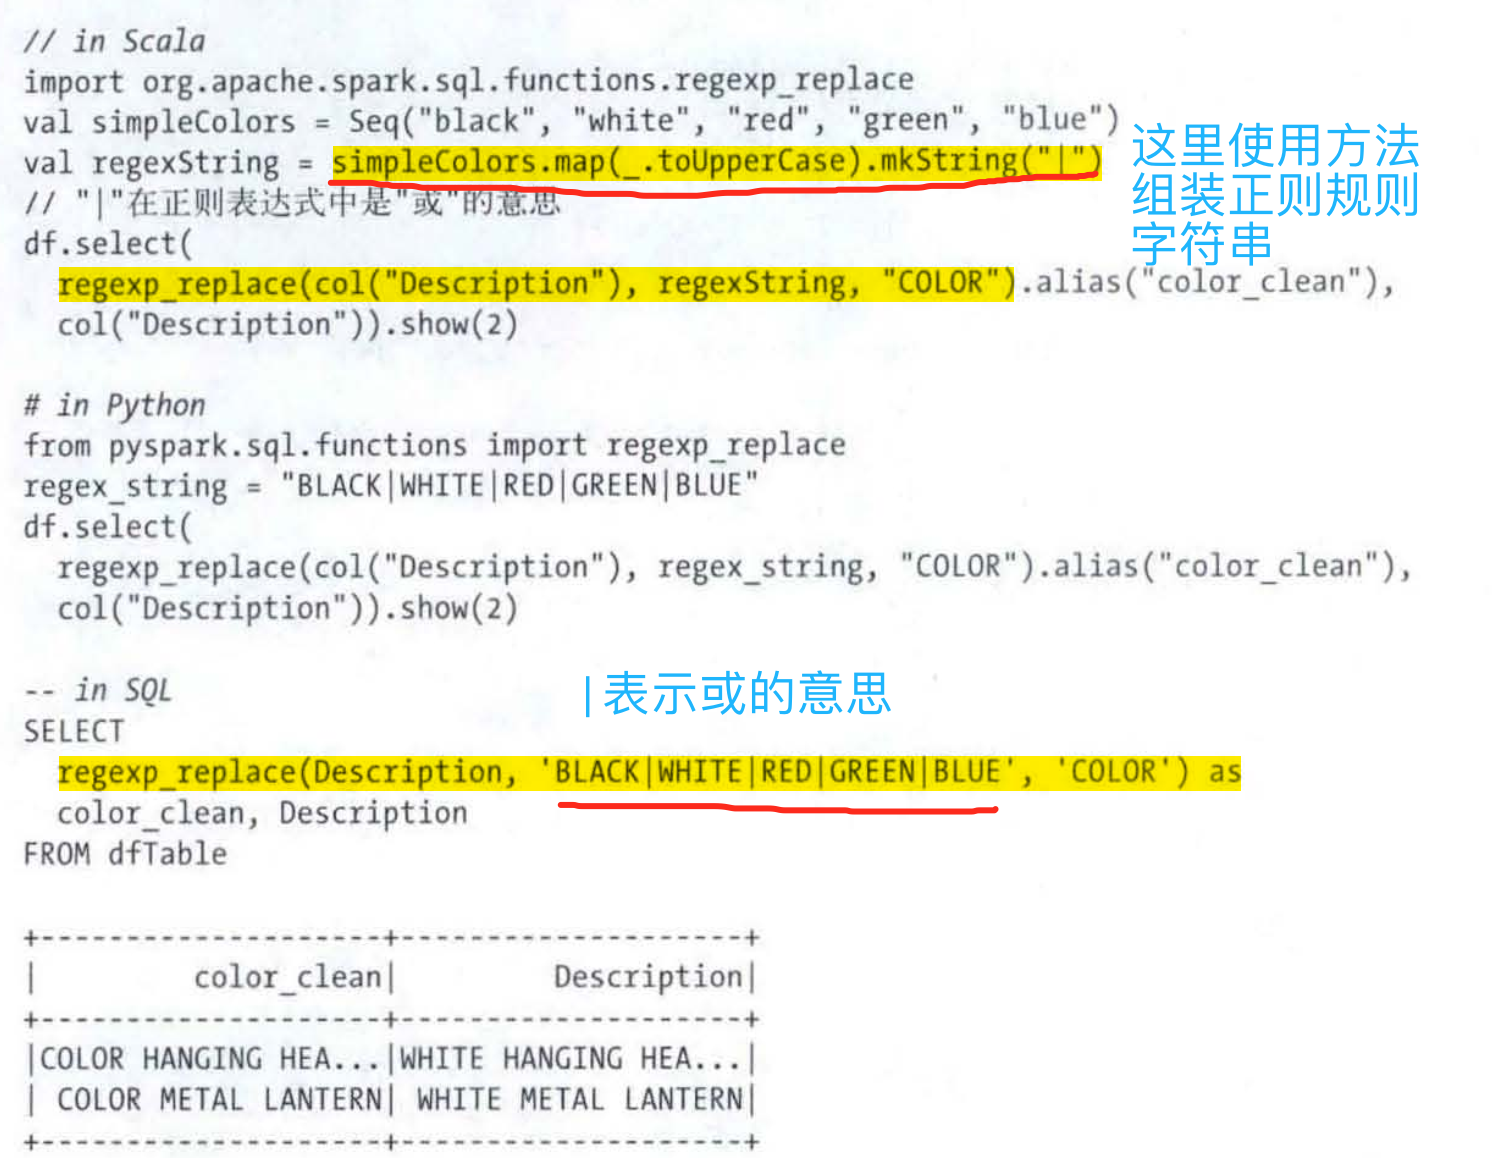 // in Scala
import org.apache.spark.sql.functions.regexp_replace
val simpleColors = Seq("black", "white", "red", "green", "blue")
val regexString = simpleColors.map(_.toUpperCase).mkString("|")
// "|"在正则表达式中是"或"的意思
这里使用方法
组装正则规则
字符串
df.select(
  regexp_replace(col("Description"), regexString, "COLOR").alias("color_clean"),
  col("Description")).show(2)
# in Python
from pyspark.sql.functions import regexp_replace
regex_string = "BLACK|WHITE|RED|GREEN|BLUE"
df.select(
  regexp_replace(col("Description"), regex_string, "COLOR").alias("color_clean"),
  col("Description")).show(2)
-- in SQL
|表示或的意思
SELECT
  regexp_replace(Description, 'BLACK|WHITE|RED|GREEN|BLUE', 'COLOR') as
  color_clean, Description
FROM dfTable
+--------------------+--------------------+
|         color_clean|         Description|
+--------------------+--------------------+
|COLOR HANGING HEA...|WHITE HANGING HEA...|
| COLOR METAL LANTERN| WHITE METAL LANTERN|
+--------------------+--------------------+